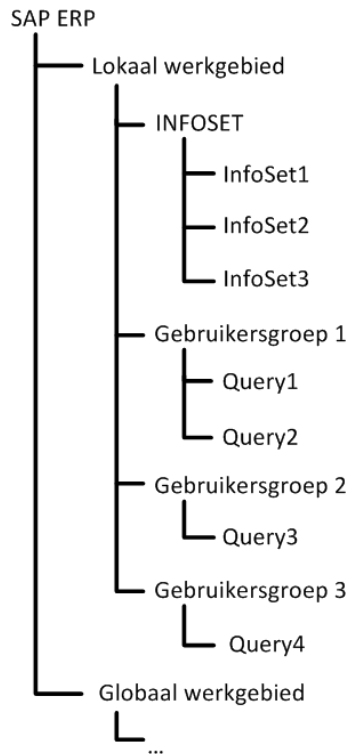 SAP ERP
Lokaal werkgebied
INFOSET
InfoSet1
InfoSet2
InfoSet3
Gebruikersgroep 1
Query1
Query2
Gebruikersgroep 2
Query3
Gebruikersgroep 3
Query4
Globaal werkgebied
...